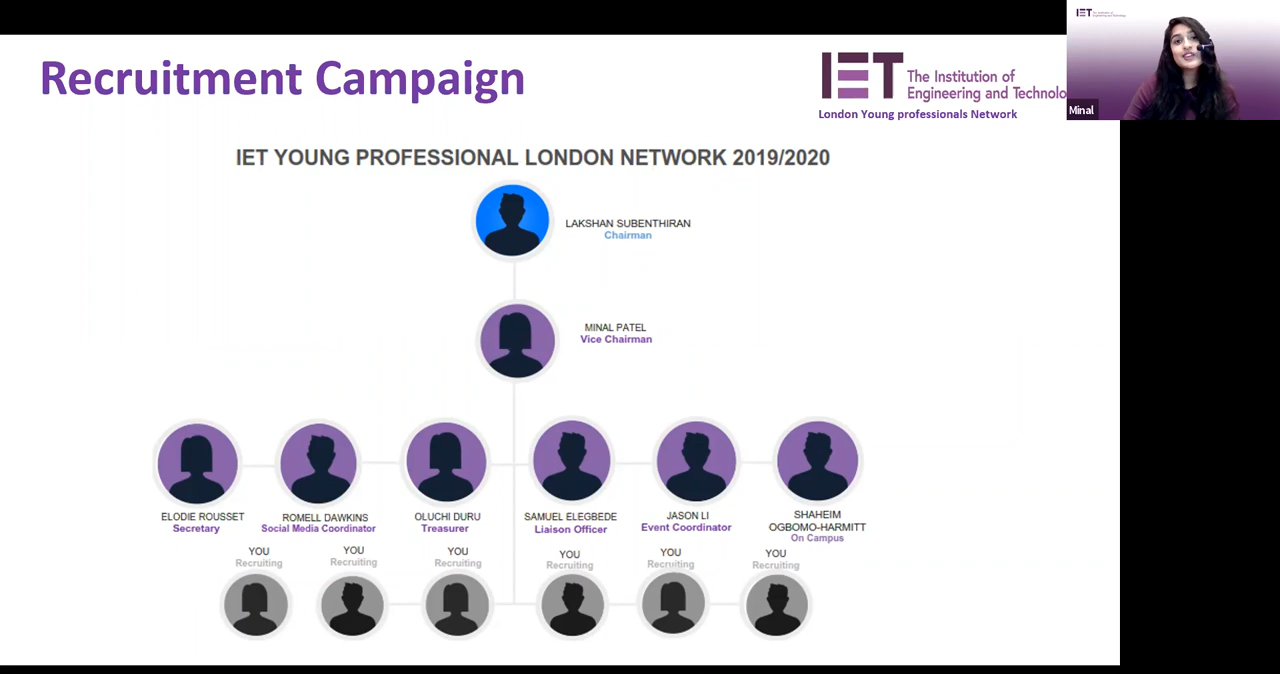 Recruitment Campaign
IET
The Institution of
Engineering and Technolo
London Young professionals Network
IET
Minal
IET YOUNG PROFESSIONAL LONDON NETWORK 2019/2020
LAKSHAN SUBENTHIRAN
Chairman
MINAL PATEL
Vice Chairman
ELODIE ROUSSET
Secretary
ROMELL DAWKINS
Social Media Coordinator
OLUCHI DURU
Treasurer
SAMUEL ELEGBEDE
Liaison Officer
JASON LI
Event Coordinator
SHAHEIM
OGBOMO-HARMITT
On Campus
YOU
Recruiting
YOU
Recruiting
YOU
Recruiting
YOU
Recruiting
YOU
Recruiting
YOU
Recruiting